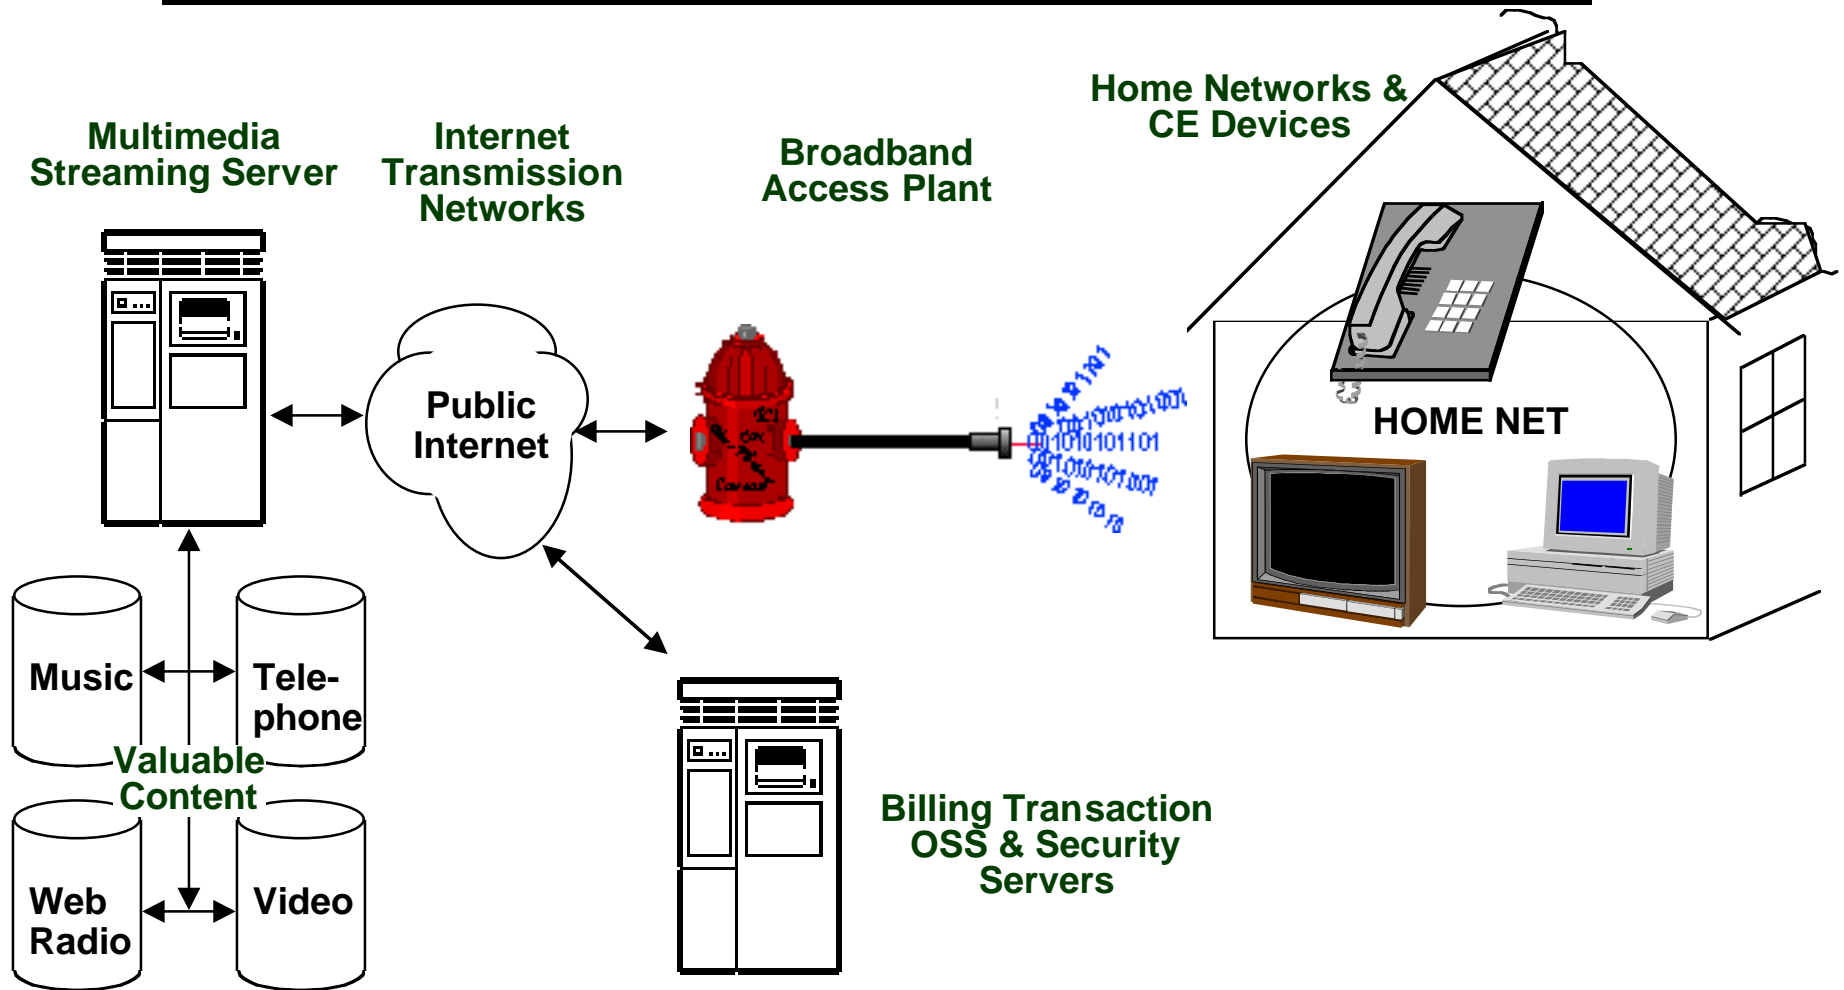 Home Networks &
CE Devices
Multimedia
Streaming Server
Internet
Transmission
Networks
Broadband
Access Plant
Public
Internet
001010101101
HOME NET
Music
Tele-
phone
Valuable
Content
Web
Radio
Video
Billing Transaction
OSS & Security
Servers